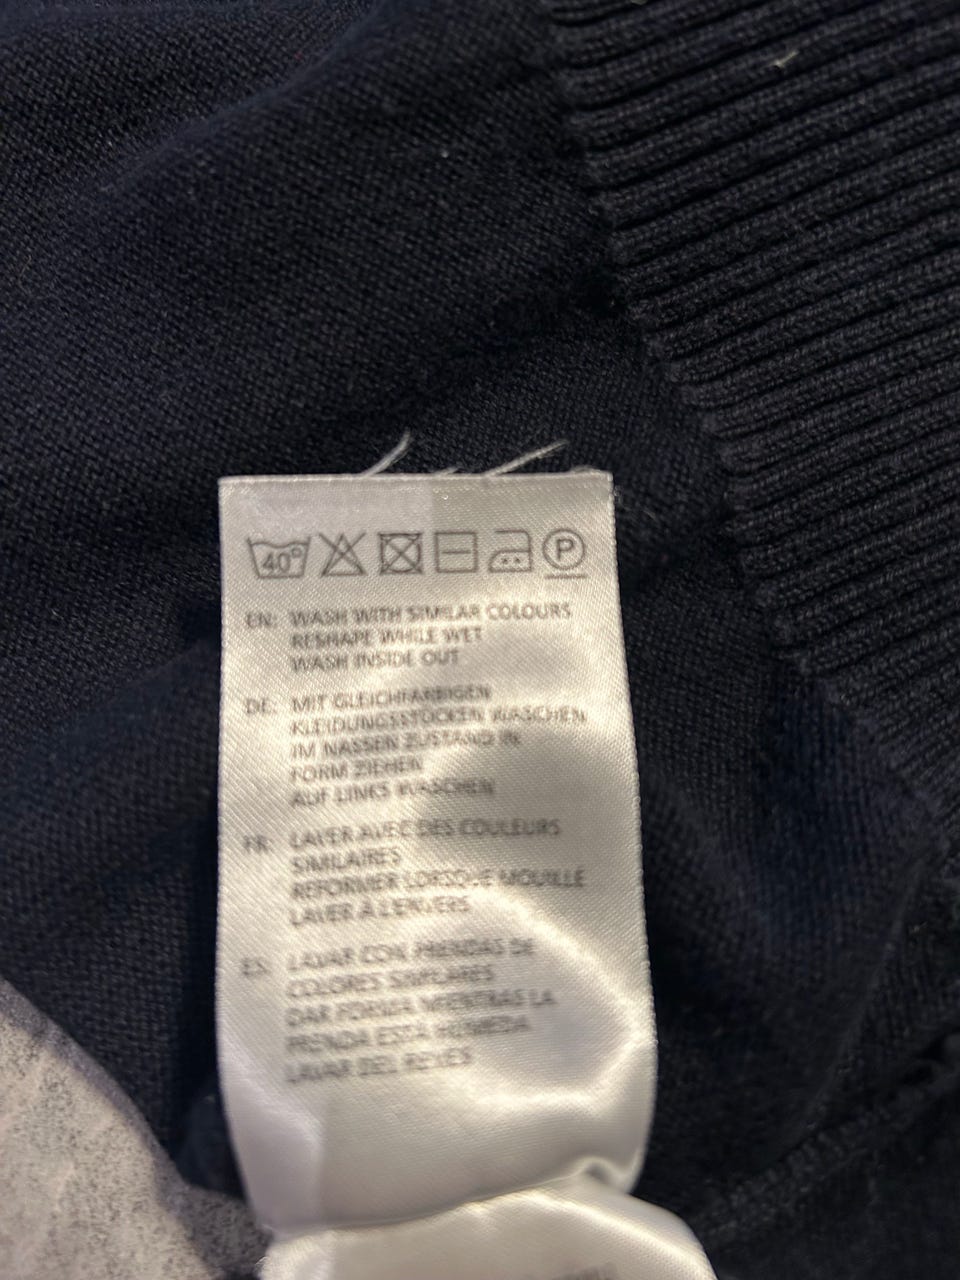 40°
P
EN: WASH WITH SIMILAR COLOURS
RESHAPE WHILE WET
WASH INSIDE OUT
DE: MIT GLEICHFARBIGEN
KLEIDUNGSSTÜCKEN WASCHEN
IM NASSEN ZUSTAND IN
FORM ZIEHEN
AUF LINKS WASCHEN
FR: LAVER AVEC DES COULEURS
SIMILAIRES
REFORMER LORSQUE MOUILLÉ
LAVER À L'ENVERS
ES: LAVAR CON PRENDAS DE
COLORES SIMILARES
DAR FORMA MIENTRAS LA
PRENDA ESTÁ HÚMEDA
LAVAR DEL REVÉS